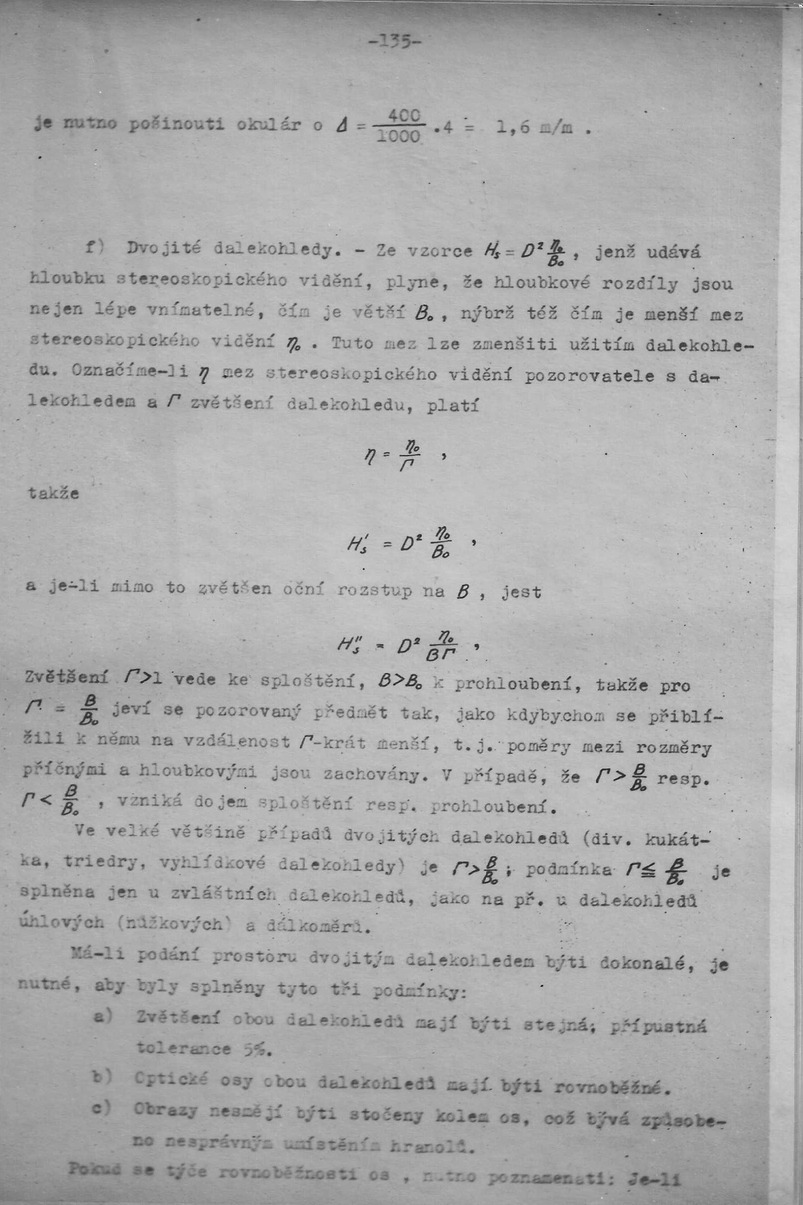 -135-
je nutno pošinouti okulár o Δ = 400/1000 .4 = 1,6 m/m .
f) Dvojité dalekohledy. - Ze vzorce H's = D² η₀/B₀ , jenž udává
hloubku stereoskopického vidění, plyne, že hloubkové rozdíly jsou
nejen lépe vnímatelné, čím je větší B₀ , nýbrž též čím je menší mez
stereoskopického vidění η₀ . Tuto mez lze zmenšiti užitím dalekohle-
du. Označíme-li η mez stereoskopického vidění pozorovatele s da-
lekohledem a Γ zvětšení dalekohledu, platí
η = η₀/Γ ,
takže
H's = D² η₀/B₀ ,
a je-li mimo to zvětšen oční rozstup na B , jest
H''s = D² η₀/BΓ .
Zvětšení Γ>1 vede ke sploštění, B>B₀ k prohloubení, takže pro
Γ = B/B₀ jeví se pozorovaný předmět tak, jako kdybychom se přiblí-
žili k němu na vzdálenost Γ-krát menší, t.j. poměry mezi rozměry
příčnými a hloubkovými jsou zachovány. V případě, že Γ > B/B₀ resp.
Γ < B/B₀ , vzniká dojem sploštění resp. prohloubení.
Ve velké většině případů dvojitých dalekohledů (div. kukát-
ka, triedry, vyhlídkové dalekohledy) je Γ > B/B₀ ; podmínka Γ ≦ B/B₀ je
splněna jen u zvláštních dalekohledů, jako na př. u dalekohledů
úhlových (nůžkových) a dálkoměrů.
Má-li podání prostoru dvojitým dalekohledem býti dokonalé, je
nutné, aby byly splněny tyto tři podmínky:
a) Zvětšení obou dalekohledů mají býti stejná; přípustná
tolerance 5%.
b) Optické osy obou dalekohledů mají býti rovnoběžné.
c) Obrazy nesmějí býti stočeny kolem os, což bývá způsobe-
no nesprávným umístěním hranolů.
Pokud se týče rovnoběžnosti os , nutno poznamenati: Je-li